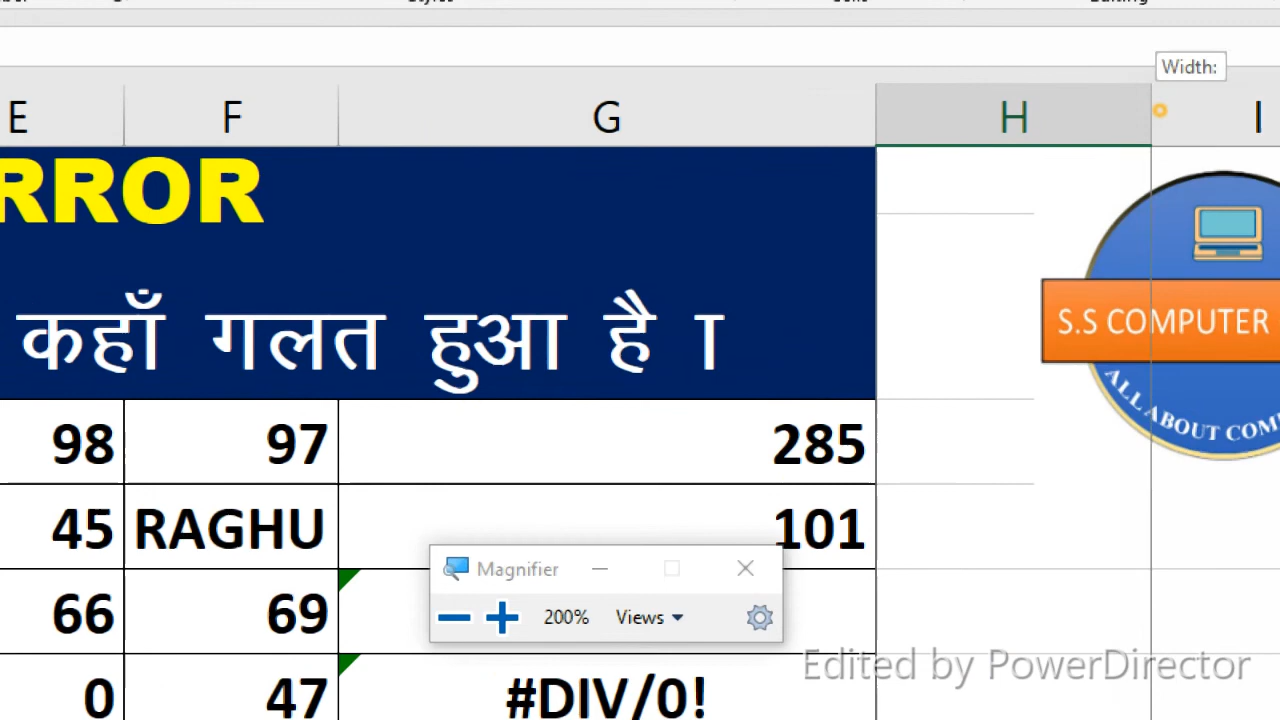 Width:
E F G H I
RROR
कहाँ गलत हुआ है ा
S.S COMPUTER
ALL ABOUT COM
98 97 285
45 RAGHU 101
Magnifier
66 69
200% Views
Edited by PowerDirector
0 47 #DIV/0!